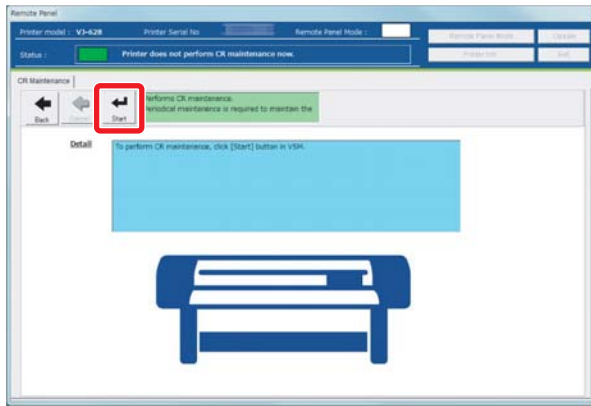 Remote Panel
Printer model : VJ-628 Printer Serial No Remote Panel Mode :
Remote Panel Mode Update
Status : Printer does not perform CR maintenance now.
Printer Info Exit
CR Maintenance
Performs CR maintenance.
Periodical maintenance is required to maintain the
Back Cancel Start
Detail To perform CR maintenance, click [Start] button in VSM.